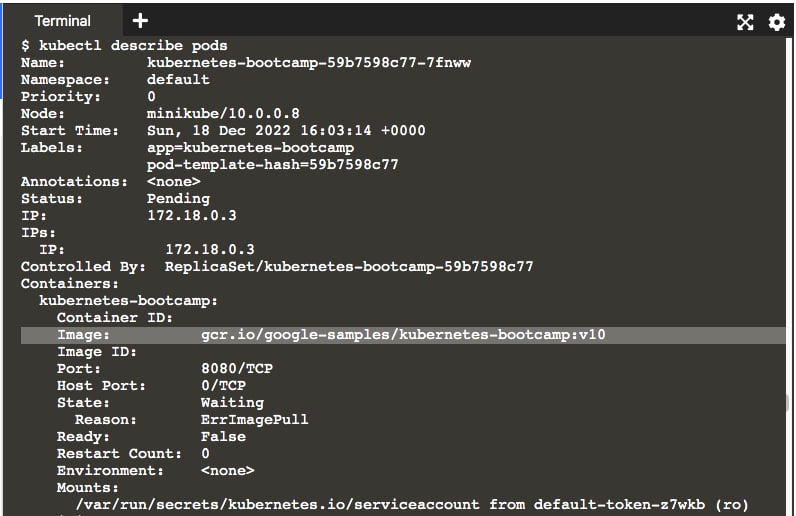 Terminal +
$ kubectl describe pods
Name: kubernetes-bootcamp-59b7598c77-7fnww
Namespace: default
Priority: 0
Node: minikube/10.0.0.8
Start Time: Sun, 18 Dec 2022 16:03:14 +0000
Labels: app=kubernetes-bootcamp
pod-template-hash=59b7598c77
Annotations: <none>
Status: Pending
IP: 172.18.0.3
IPs:
IP: 172.18.0.3
Controlled By: ReplicaSet/kubernetes-bootcamp-59b7598c77
Containers:
kubernetes-bootcamp:
Container ID:
Image: gcr.io/google-samples/kubernetes-bootcamp:v10
Image ID:
Port: 8080/TCP
Host Port: 0/TCP
State: Waiting
Reason: ErrImagePull
Ready: False
Restart Count: 0
Environment: <none>
Mounts:
/var/run/secrets/kubernetes.io/serviceaccount from default-token-z7wkb (ro)